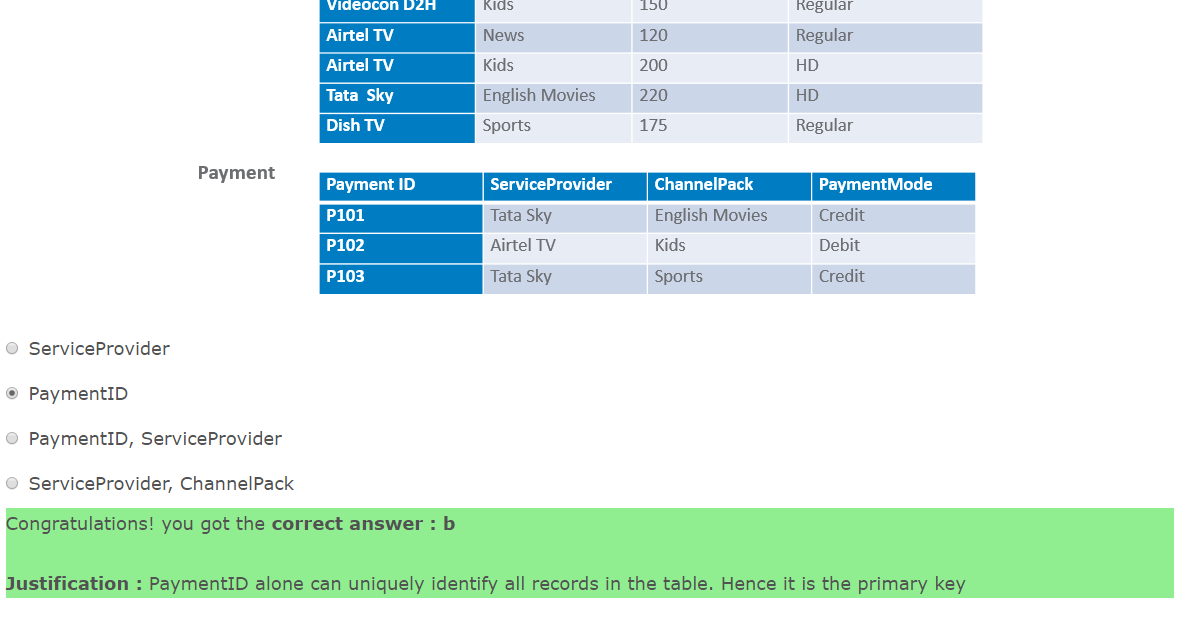 Videocon D2H Kids 150 Regular
Airtel TV News 120 Regular
Airtel TV Kids 200 HD
Tata Sky English Movies 220 HD
Dish TV Sports 175 Regular
Payment
Payment ID ServiceProvider ChannelPack PaymentMode
P101 Tata Sky English Movies Credit
P102 Airtel TV Kids Debit
P103 Tata Sky Sports Credit
ServiceProvider
PaymentID
PaymentID, ServiceProvider
ServiceProvider, ChannelPack
Congratulations! you got the correct answer : b
Justification : PaymentID alone can uniquely identify all records in the table. Hence it is the primary key